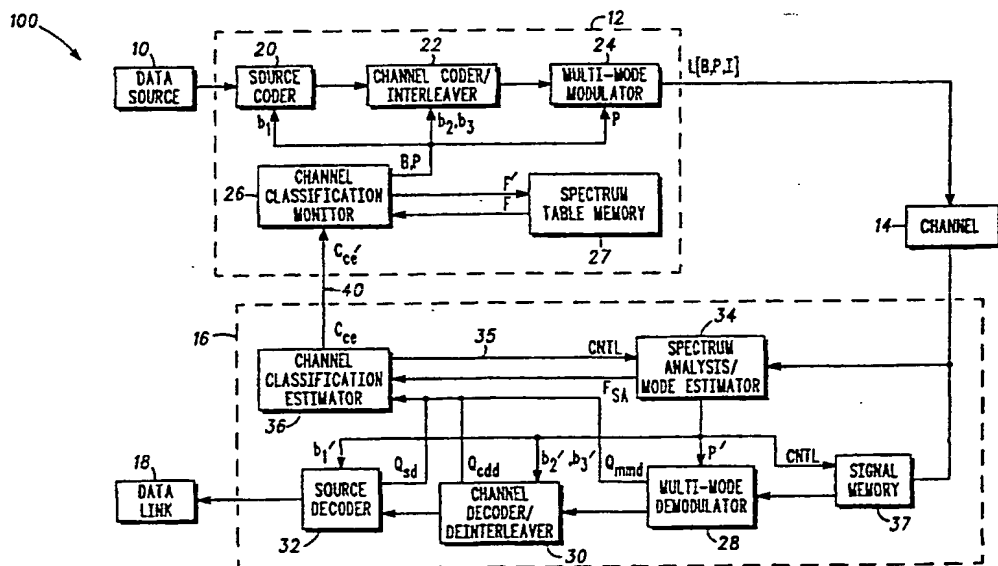 100
12
10
DATA
SOURCE
20
SOURCE
CODER
22
CHANNEL CODER/
INTERLEAVER
24
MULTI-MODE
MODULATOR
L[B,P,I]
b1
b2,b3
P
B,P
26
CHANNEL
CLASSIFICATION
MONITOR
F'
F
SPECTRUM
TABLE MEMORY
27
14
CHANNEL
Cce'
40
16
Cce
CHANNEL
CLASSIFICATION
ESTIMATOR
36
35
CNTL
FSA
34
SPECTRUM
ANALYSIS/
MODE ESTIMATOR
18
DATA
LINK
b1'
Qsd
Qcdd
b2',b3'
Qmmd
P'
CNTL
SOURCE
DECODER
32
CHANNEL
DECODER/
DEINTERLEAVER
30
MULTI-MODE
DEMODULATOR
28
SIGNAL
MEMORY
37